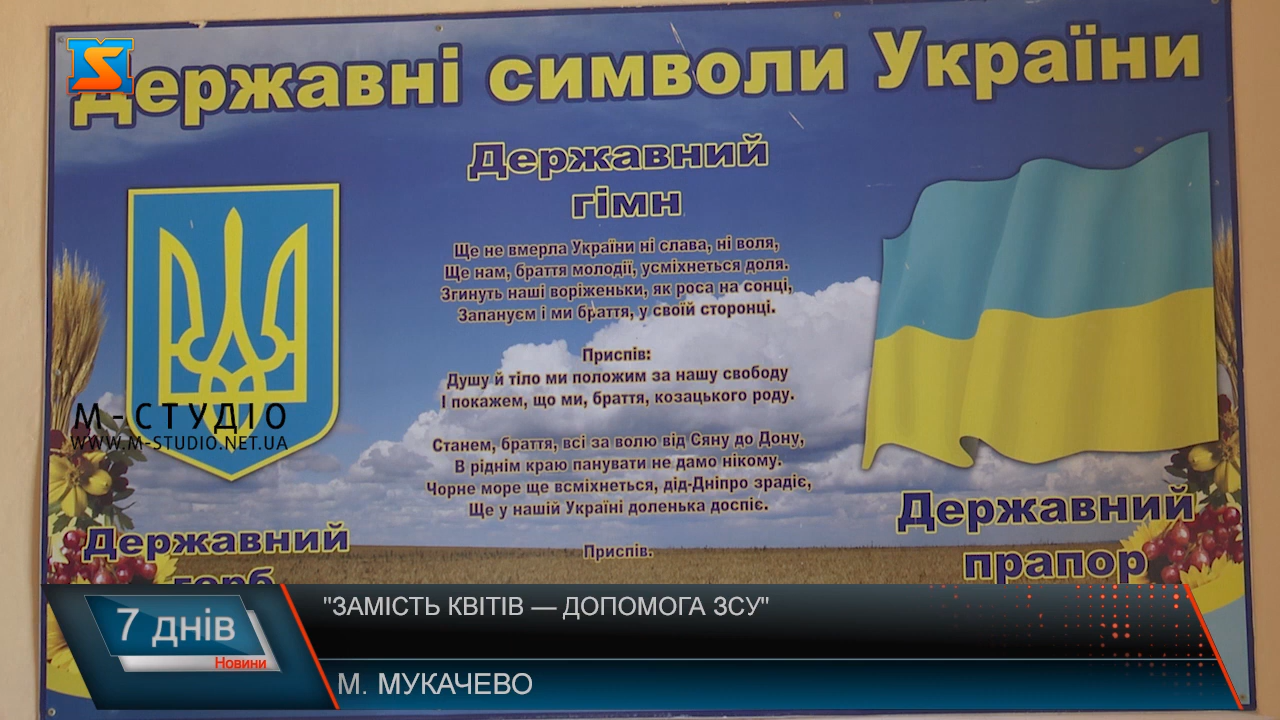 Державні символи України
Державний
гімн
Ще не вмерла України ні слава, ні воля,
Ще нам, браття молодії, усміхнеться доля.
Згинуть наші воріженьки, як роса на сонці,
Запануєм і ми браття, у своїй сторонці.
Приспів:
Душу й тіло ми положим за нашу свободу
І покажем, що ми, браття, козацького роду.
Станем, браття, всі за волю від Сяну до Дону,
В ріднім краю панувати не дамо нікому.
Чорне море ще всміхнеться, дід-Дніпро зрадіє,
Ще у нашій Україні доленька доспіє.
Приспів.
М-СТУДІО
WWW.M-STUDIO.NET.UA
Державний
герб
Державний
прапор
7 днів
Новини
"ЗАМІСТЬ КВІТІВ — ДОПОМОГА ЗСУ"
М. МУКАЧЕВО